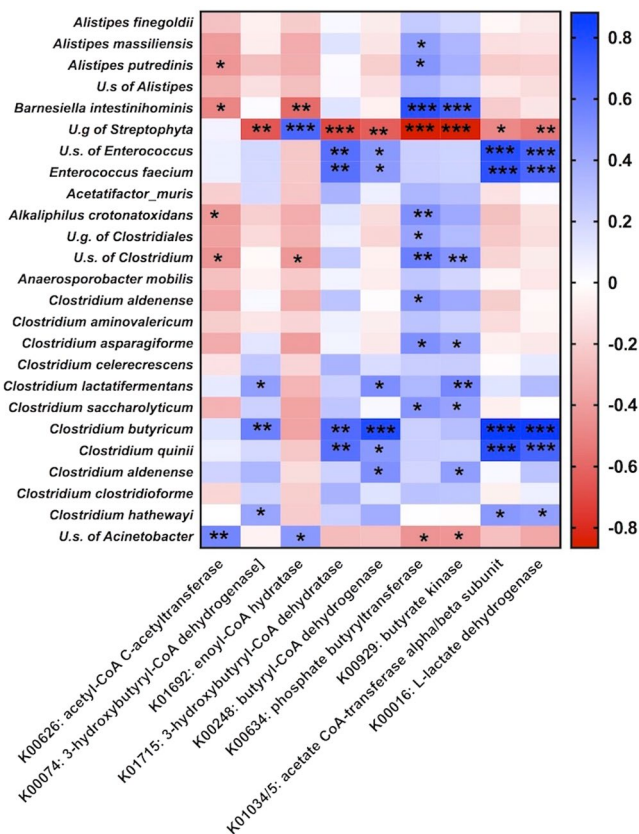 Alistipes finegoldii
Alistipes massiliensis *
Alistipes putredinis * *
U.s of Alistipes
Barnesiella intestinihominis * ** *** ***
U.g of Streptophyta ** *** *** ** *** *** * **
U.s. of Enterococcus ** * *** ***
Enterococcus faecium ** * *** ***
Acetatifactor_muris
Alkaliphilus crotonatoxidans * **
U.g. of Clostridiales *
U.s. of Clostridium * * ** **
Anaerosporobacter mobilis
Clostridium aldenense *
Clostridium aminovalericum
Clostridium asparagiforme * *
Clostridium celerecrescens
Clostridium lactatifermentans * * **
Clostridium saccharolyticum * *
Clostridium butyricum ** ** *** *** ***
Clostridium quinii ** * *** ***
Clostridium aldenense * *
Clostridium clostridioforme
Clostridium hathewayi * * *
U.s. of Acinetobacter ** * * *
0.8
0.6
0.4
0.2
0
-0.2
-0.4
-0.6
-0.8
K00626: acetyl-CoA C-acetyltransferase
K00074: 3-hydroxybutyryl-CoA dehydrogenase]
K01692: enoyl-CoA hydratase
K01715: 3-hydroxybutyryl-CoA dehydratase
K00248: butyryl-CoA dehydrogenase
K00634: phosphate butyryltransferase
K00929: butyrate kinase
K01034/5: acetate CoA-transferase alpha/beta subunit
K00016: L-lactate dehydrogenase